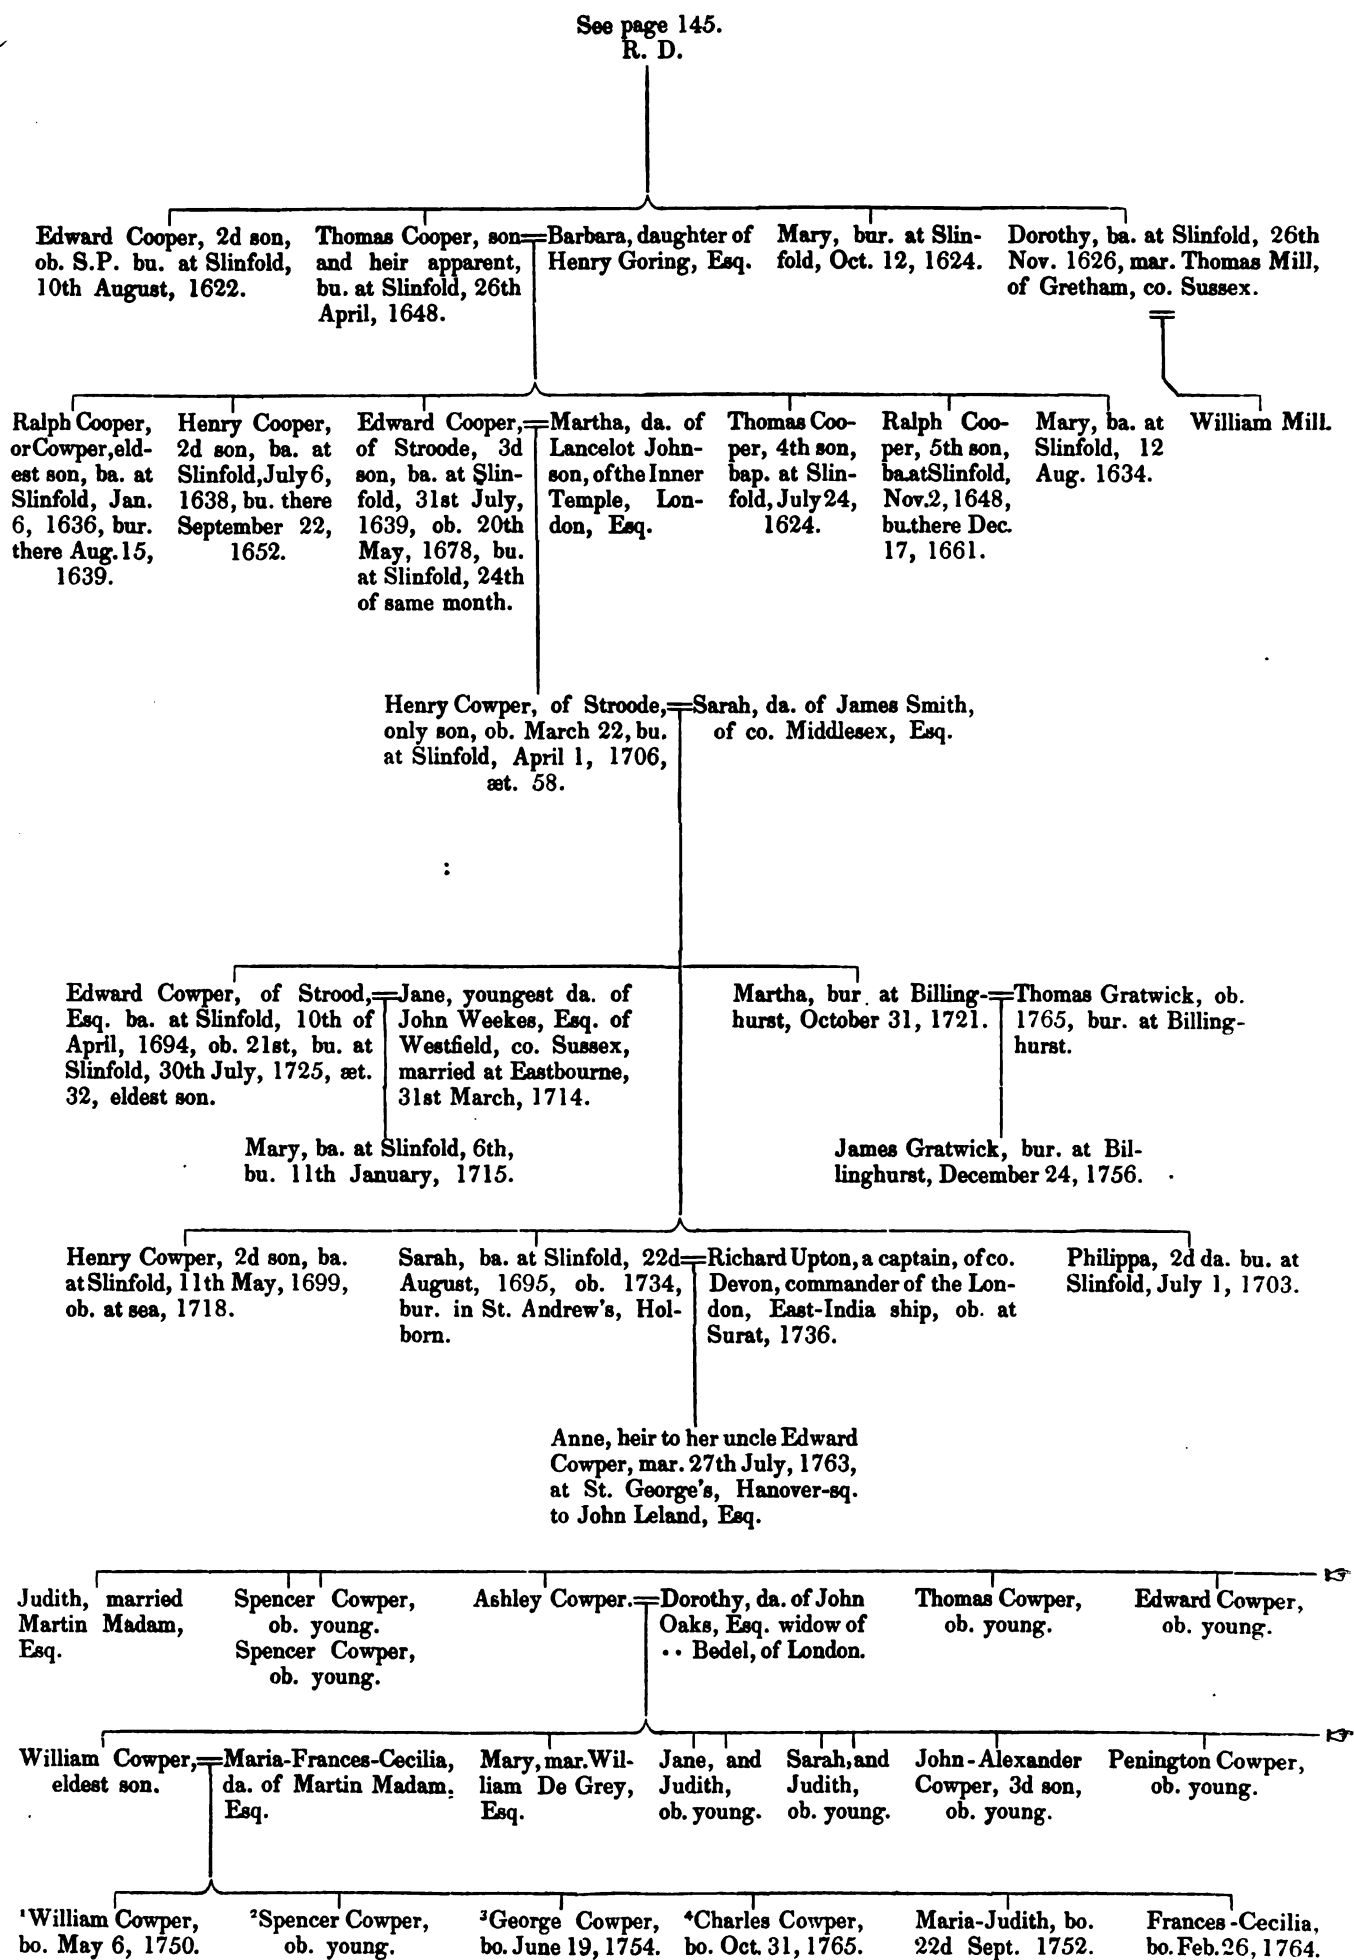 See page 145.
R. D.
Edward Cooper, 2d son,
ob. S.P. bu. at Slinfold,
10th August, 1622.
Thomas Cooper, son
and heir apparent,
bu. at Slinfold, 26th
April, 1648.
Barbara, daughter of
Henry Goring, Esq.
Mary, bur. at Slin-
fold, Oct. 12, 1624.
Dorothy, ba. at Slinfold, 26th
Nov. 1626, mar. Thomas Mill,
of Gretham, co. Sussex.
Ralph Cooper,
or Cowper, eld-
est son, ba. at
Slinfold, Jan.
6, 1636, bur.
there Aug. 15,
1639.
Henry Cooper,
2d son, ba. at
Slinfold, July 6,
1638, bu. there
September 22,
1652.
Edward Cooper,
of Stroode, 3d
son, ba. at Slin-
fold, 31st July,
1639, ob. 20th
May, 1678, bu.
at Slinfold, 24th
of same month.
Martha, da. of
Lancelot John-
son, of the Inner
Temple, Lon-
don, Esq.
Thomas Coo-
per, 4th son,
bap. at Slin-
fold, July 24,
1624.
Ralph Coo-
per, 5th son,
ba. at Slinfold,
Nov. 2, 1648,
bu. there Dec.
17, 1661.
Mary, ba. at
Slinfold, 12
Aug. 1634.
William Mill.
Henry Cowper, of Stroode,
only son, ob. March 22, bu.
at Slinfold, April 1, 1706,
æt. 58.
Sarah, da. of James Smith,
of co. Middlesex, Esq.
Edward Cowper, of Strood,
Esq. ba. at Slinfold, 10th of
April, 1694, ob. 21st, bu. at
Slinfold, 30th July, 1725, æt.
32, eldest son.
Jane, youngest da. of
John Weekes, Esq. of
Westfield, co. Sussex,
married at Eastbourne,
31st March, 1714.
Martha, bur. at Billing-
hurst, October 31, 1721.
Thomas Gratwick, ob.
1765, bur. at Billing-
hurst.
Mary, ba. at Slinfold, 6th,
bu. 11th January, 1715.
James Gratwick, bur. at Bil-
linghurst, December 24, 1756.
Henry Cowper, 2d son, ba.
at Slinfold, 11th May, 1699,
ob. at sea, 1718.
Sarah, ba. at Slinfold, 22d
August, 1695, ob. 1734,
bur. in St. Andrew's, Hol-
born.
Richard Upton, a captain, of co.
Devon, commander of the Lon-
don, East-India ship, ob. at
Surat, 1736.
Philippa, 2d da. bu. at
Slinfold, July 1, 1703.
Anne, heir to her uncle Edward
Cowper, mar. 27th July, 1763,
at St. George's, Hanover-sq.
to John Leland, Esq.
Judith, married
Martin Madam,
Esq.
Spencer Cowper,
ob. young.
Spencer Cowper,
ob. young.
Ashley Cowper.
Dorothy, da. of John
Oaks, Esq. widow of
.. Bedel, of London.
Thomas Cowper,
ob. young.
Edward Cowper,
ob. young.
William Cowper,
eldest son.
Maria-Frances-Cecilia,
da. of Martin Madam,
Esq.
Mary, mar. Wil-
liam De Grey,
Esq.
Jane, and
Judith,
ob. young.
Sarah, and
Judith,
ob. young.
John-Alexander
Cowper, 3d son,
ob. young.
Penington Cowper,
ob. young.
¹William Cowper,
bo. May 6, 1750.
²Spencer Cowper,
ob. young.
³George Cowper,
bo. June 19, 1754.
⁴Charles Cowper,
bo. Oct. 31, 1765.
Maria-Judith, bo.
22d Sept. 1752.
Frances-Cecilia,
bo. Feb. 26, 1764.